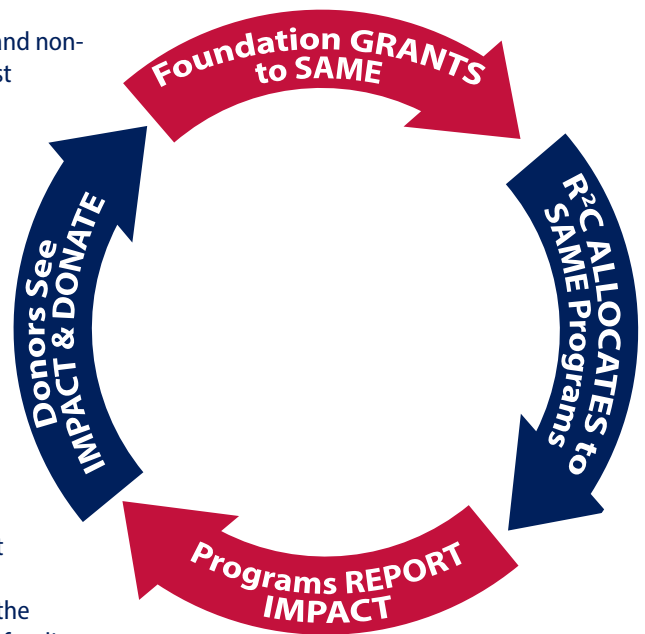 and non-
st
Foundation GRANTS
to SAME
R²C ALLOCATES to
SAME Programs
Programs REPORT
IMPACT
Donors See
IMPACT & DONATE
t
the